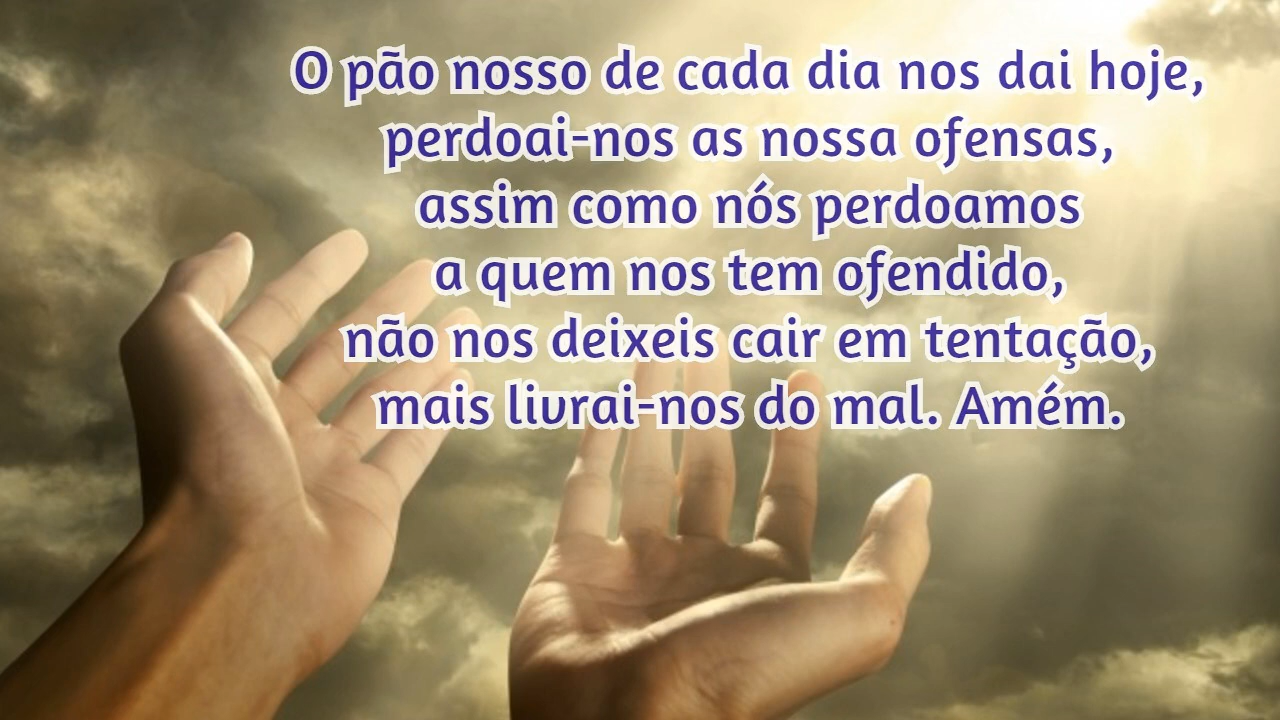 O pão nosso de cada dia nos dai hoje,
perdoai-nos as nossa ofensas,
assim como nós perdoamos
a quem nos tem ofendido,
não nos deixeis cair em tentação,
mais livrai-nos do mal. Amém.